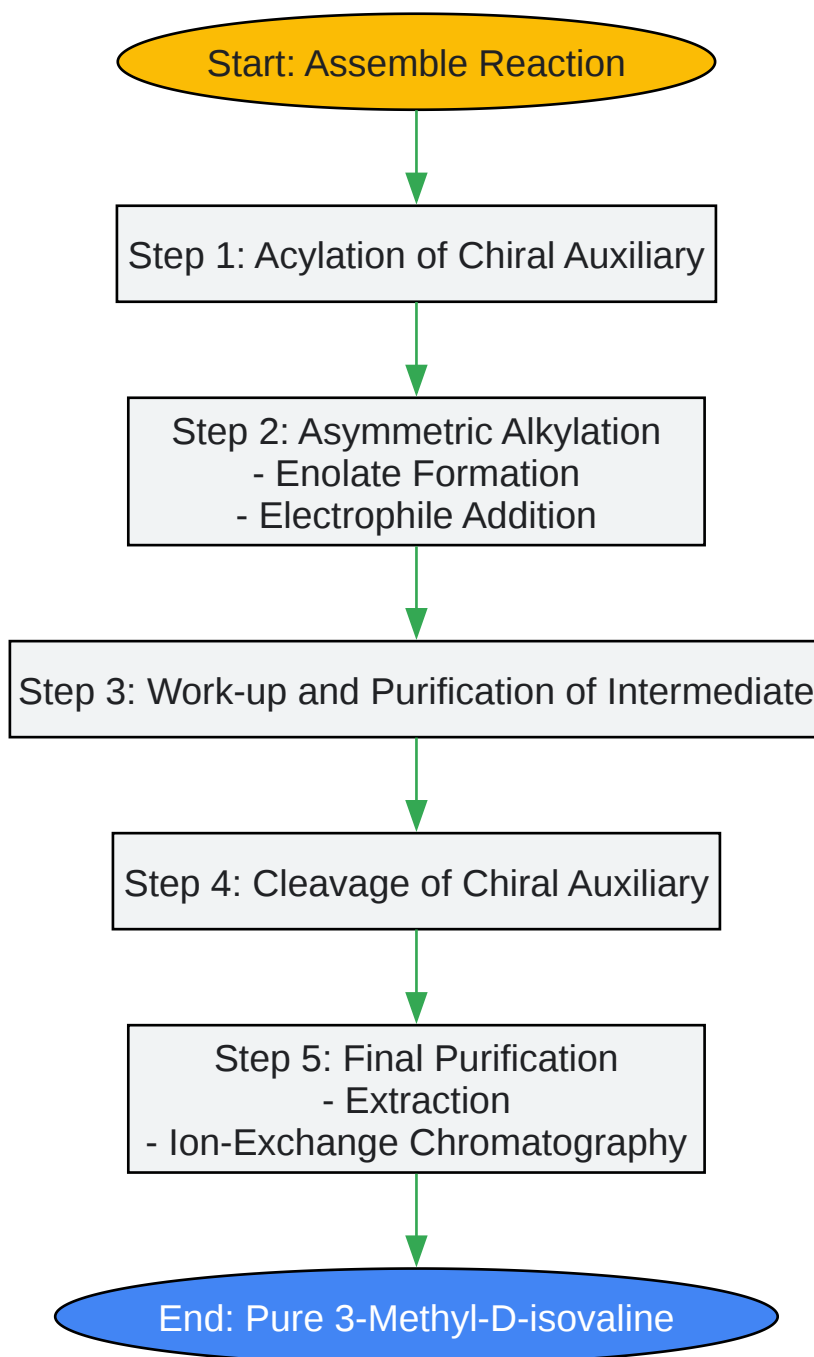 Start: Assemble Reaction
Step 1: Acylation of Chiral Auxiliary
Step 2: Asymmetric Alkylation
- Enolate Formation
- Electrophile Addition
Step 3: Work-up and Purification of Intermediate
Step 4: Cleavage of Chiral Auxiliary
Step 5: Final Purification
- Extraction
- Ion-Exchange Chromatography
End: Pure 3-Methyl-D-isovaline